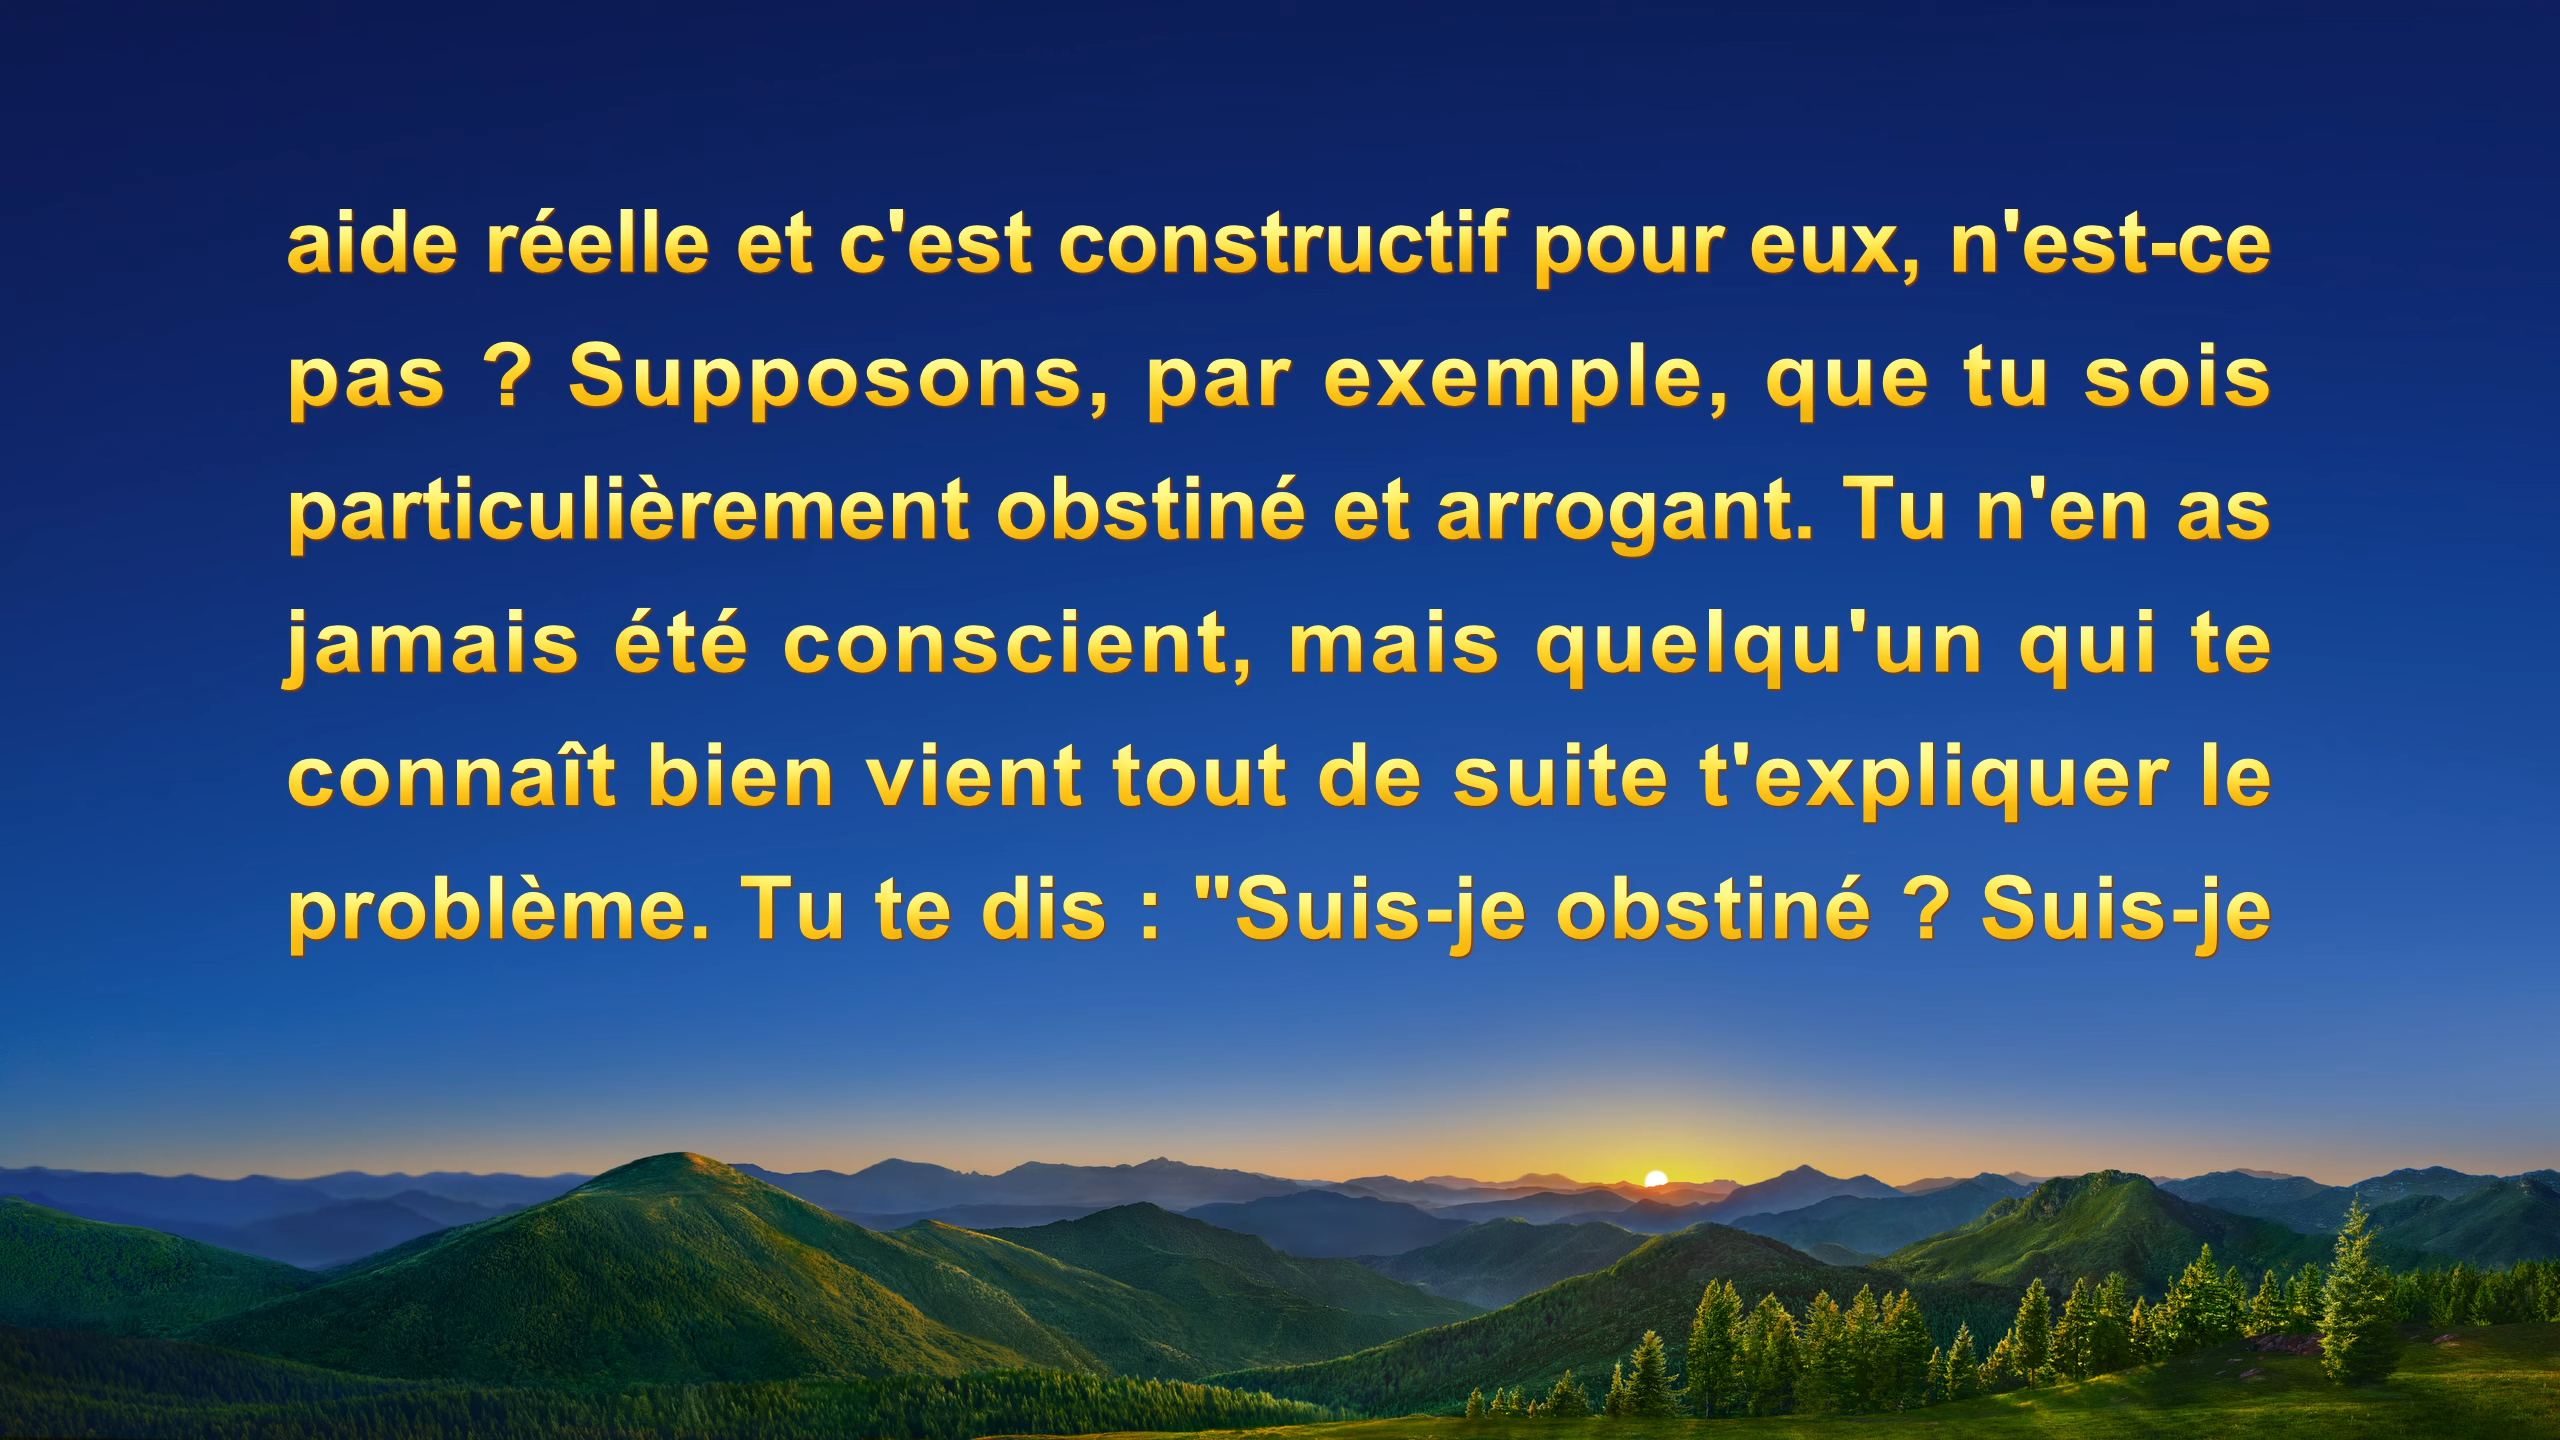 aide réelle et c'est constructif pour eux, n'est-ce
pas ? Supposons, par exemple, que tu sois
particulièrement obstiné et arrogant. Tu n'en as
jamais été conscient, mais quelqu'un qui te
connaît bien vient tout de suite t'expliquer le
problème. Tu te dis : "Suis-je obstiné ? Suis-je